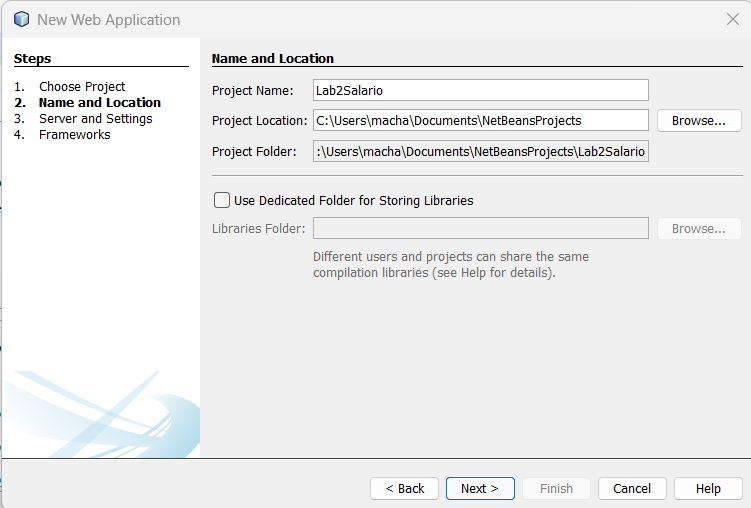 New Web Application
Steps
1. Choose Project
2. Name and Location
3. Server and Settings
4. Frameworks
Name and Location
Project Name: Lab2Salario
Project Location: C:\Users\macha\Documents\NetBeansProjects Browse...
Project Folder: :\Users\macha\Documents\NetBeansProjects\Lab2Salario
Use Dedicated Folder for Storing Libraries
Libraries Folder: Browse...
Different users and projects can share the same
compilation libraries (see Help for details).
< Back Next > Finish Cancel Help